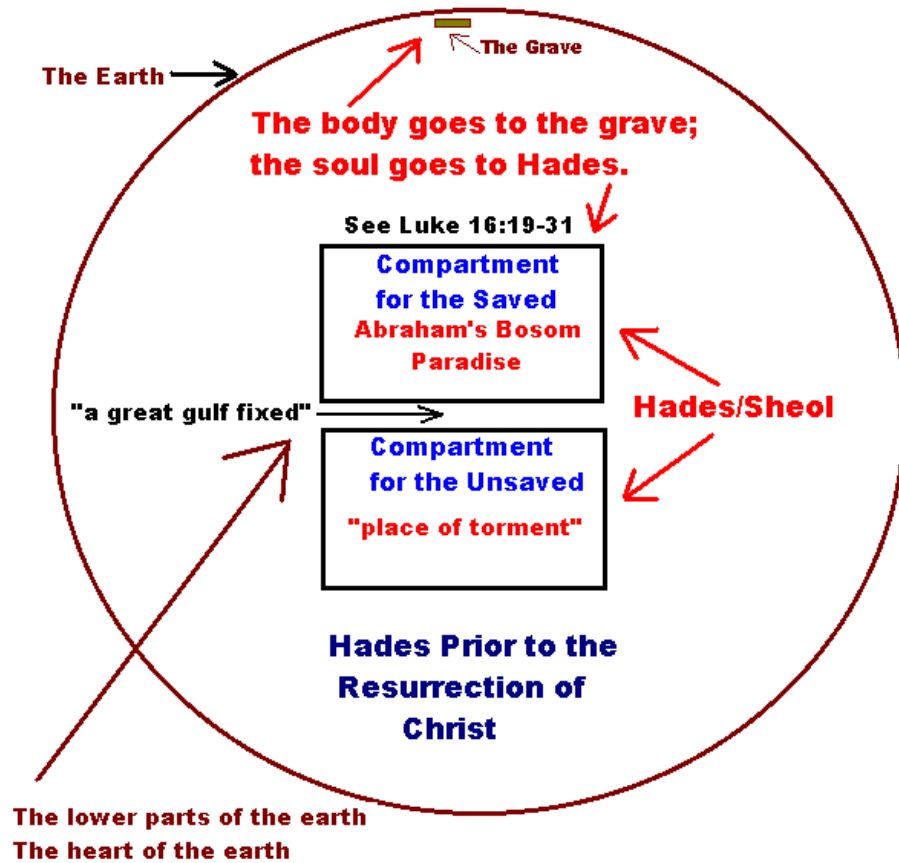 The Grave
The Earth
The body goes to the grave;
the soul goes to Hades.
See Luke 16:19-31
Compartment
for the Saved
Abraham's Bosom
Paradise
"a great gulf fixed"
Hades/Sheol
Compartment
for the Unsaved
"place of torment"
Hades Prior to the
Resurrection of
Christ
The lower parts of the earth
The heart of the earth